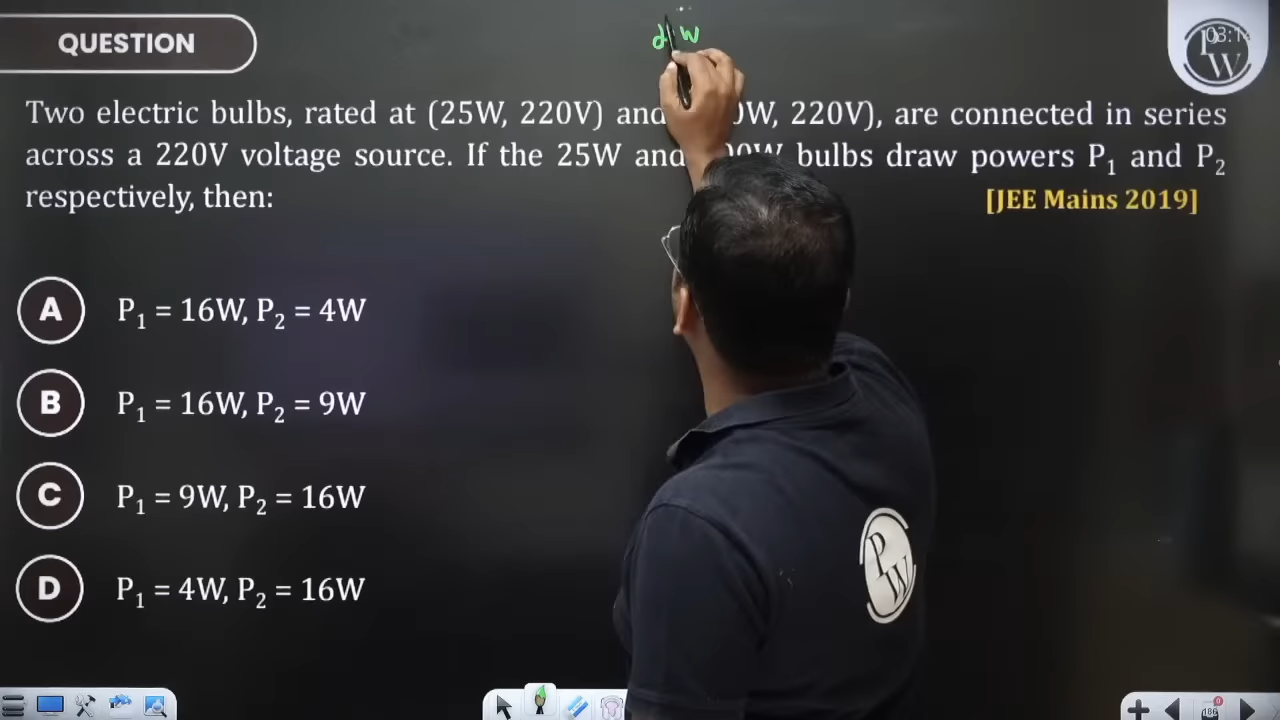 QUESTION
Two electric bulbs, rated at (25W, 220V) and W, 220V), are connected in series
across a 220V voltage source. If the 25W and bulbs draw powers P₁ and P₂
respectively, then: [JEE Mains 2019]
A P₁ = 16W, P₂ = 4W
B P₁ = 16W, P₂ = 9W
C P₁ = 9W, P₂ = 16W
D P₁ = 4W, P₂ = 16W
PW
186